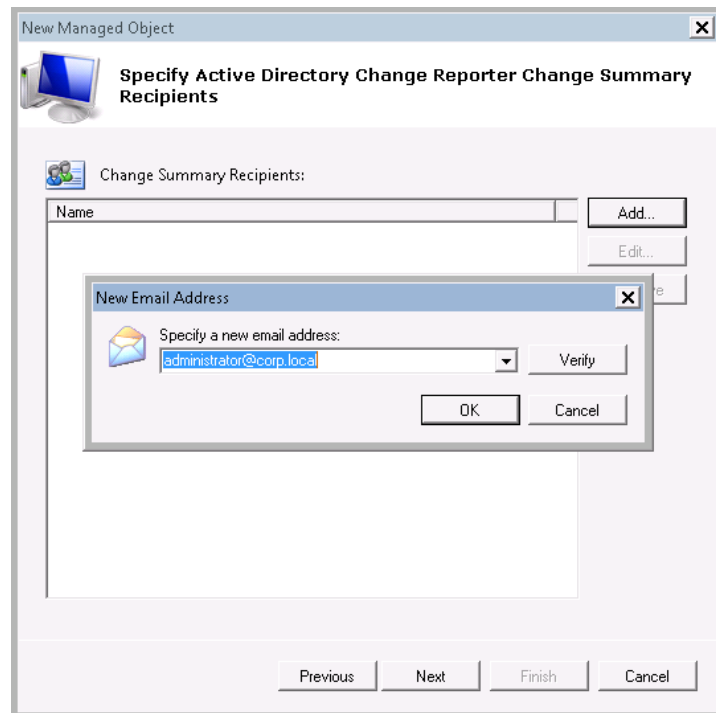 New Managed Object
Specify Active Directory Change Reporter Change Summary
Recipients
Change Summary Recipients:
Name
Add...
Edit...
New Email Address
Specify a new email address:
administrator@corp.local
Verify
OK
Cancel
Previous
Next
Finish
Cancel